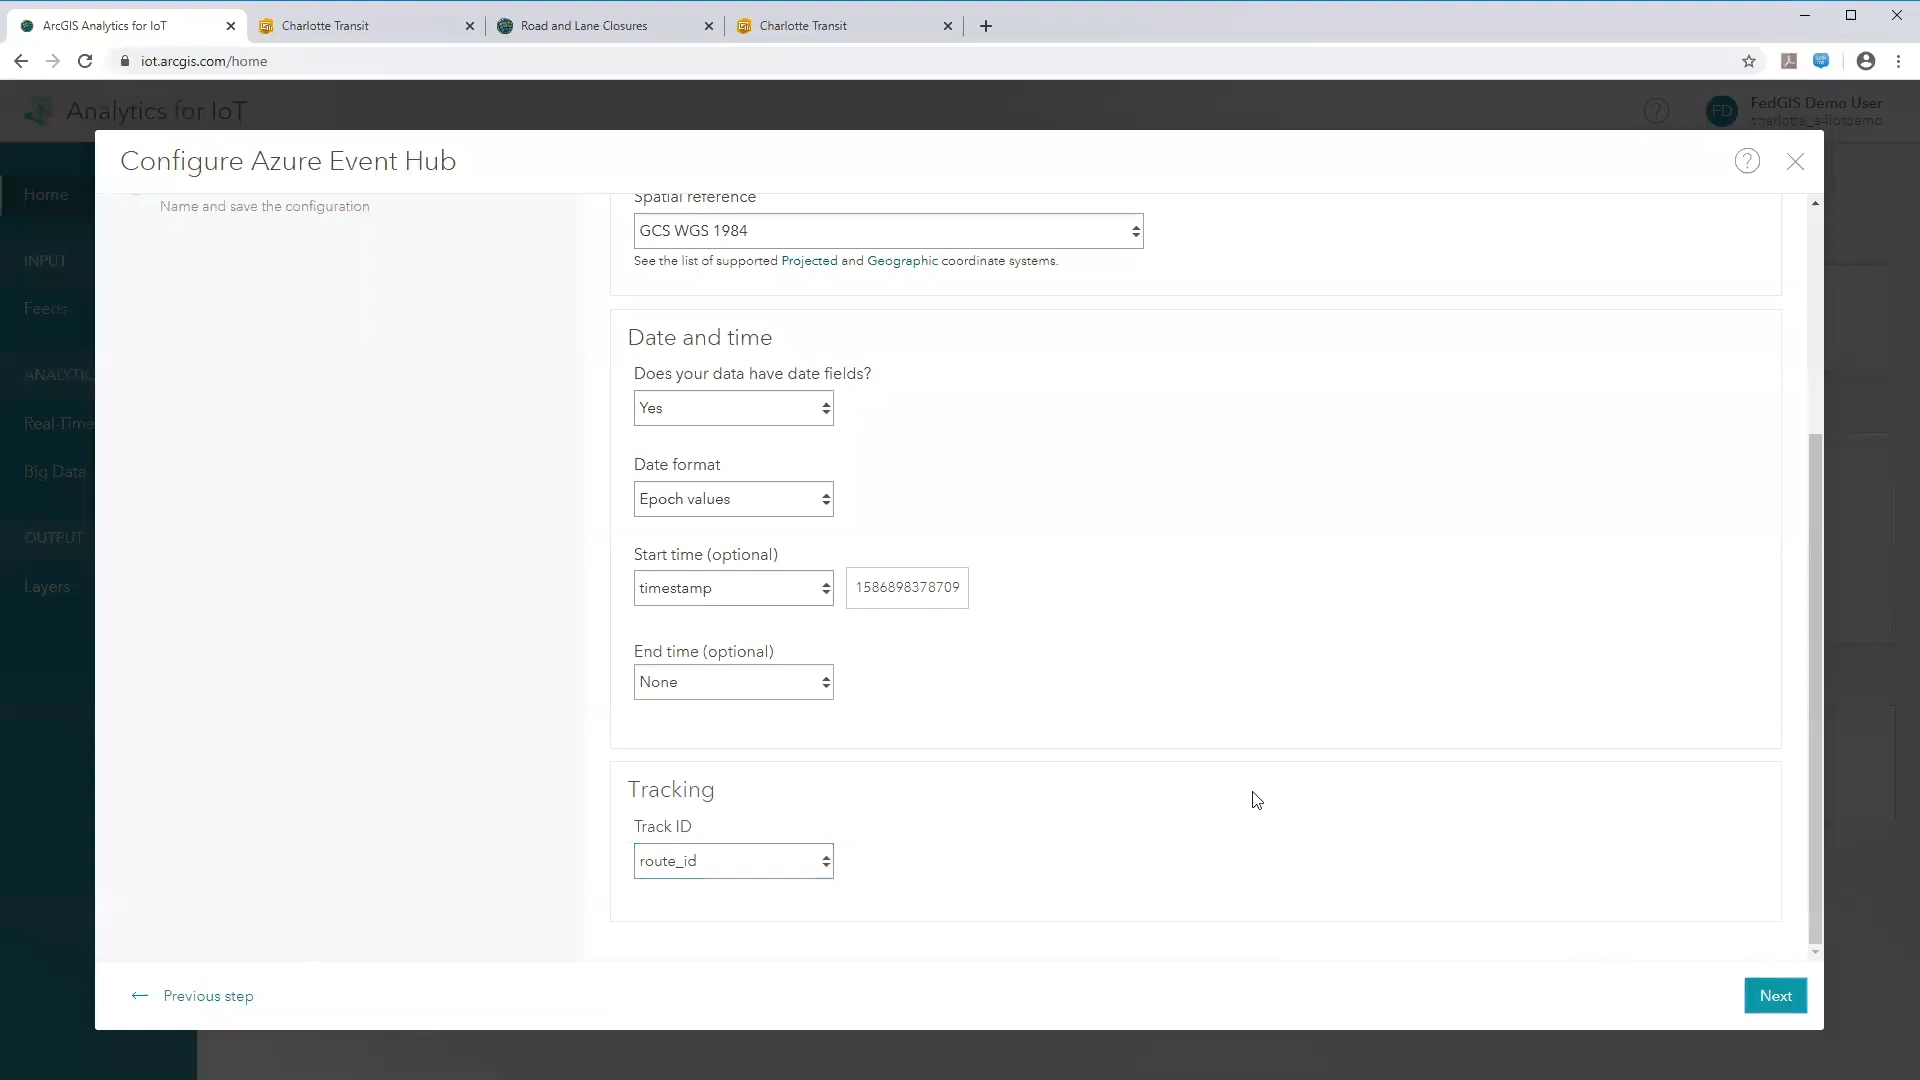 ArcGIS Analytics for IoT
Charlotte Transit
Road and Lane Closures
Charlotte Transit
iot.arcgis.com/home
Analytics for IoT
FD
FedGIS Demo User
charlotte_a4iotdemo
Configure Azure Event Hub
Home
Name and save the configuration
Spatial reference
GCS WGS 1984
See the list of supported Projected and Geographic coordinate systems.
INPUT
Feeds
Date and time
Does your data have date fields?
Yes
ANALYTIC
Real-Time
Big Data
Date format
Epoch values
OUTPUT
Layers
Start time (optional)
timestamp
1586898378709
End time (optional)
None
Tracking
Track ID
route_id
Previous step
Next